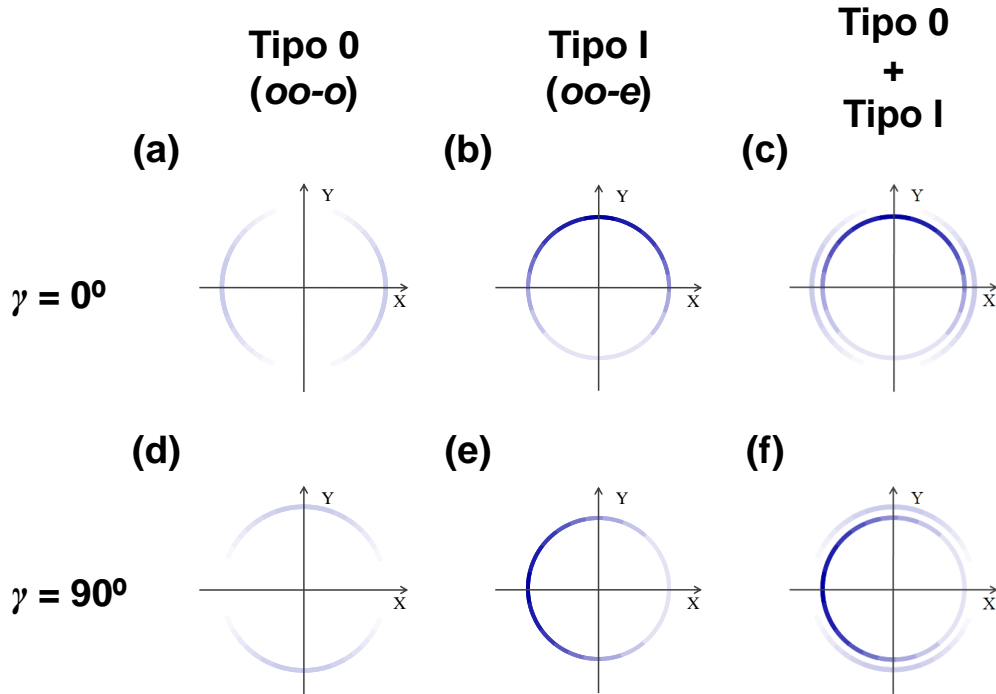 Tipo 0
(oo-o)
Tipo I
(oo-e)
Tipo 0
+
Tipo I
(a)
(b)
(c)
Y
X
Y
X
Y
X
γ = 0º
(d)
(e)
(f)
Y
X
Y
X
Y
X
γ = 90º